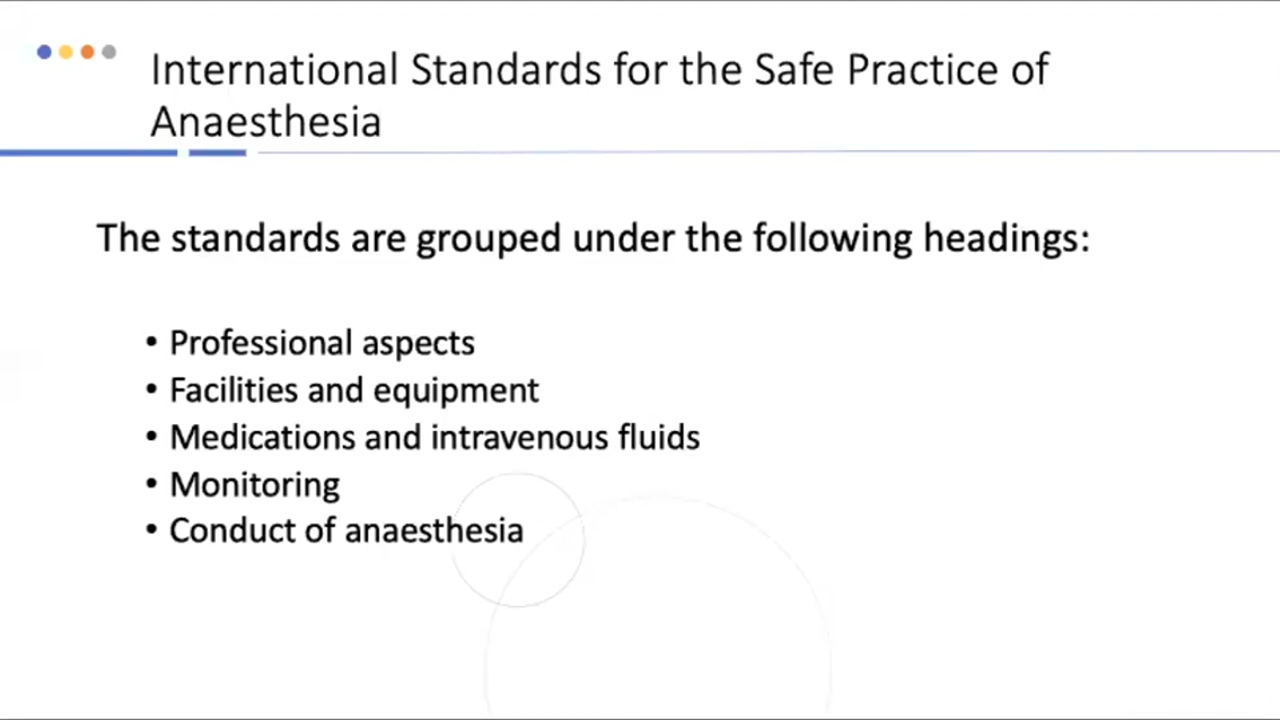 International Standards for the Safe Practice of
Anaesthesia
The standards are grouped under the following headings:
• Professional aspects
• Facilities and equipment
• Medications and intravenous fluids
• Monitoring
• Conduct of anaesthesia